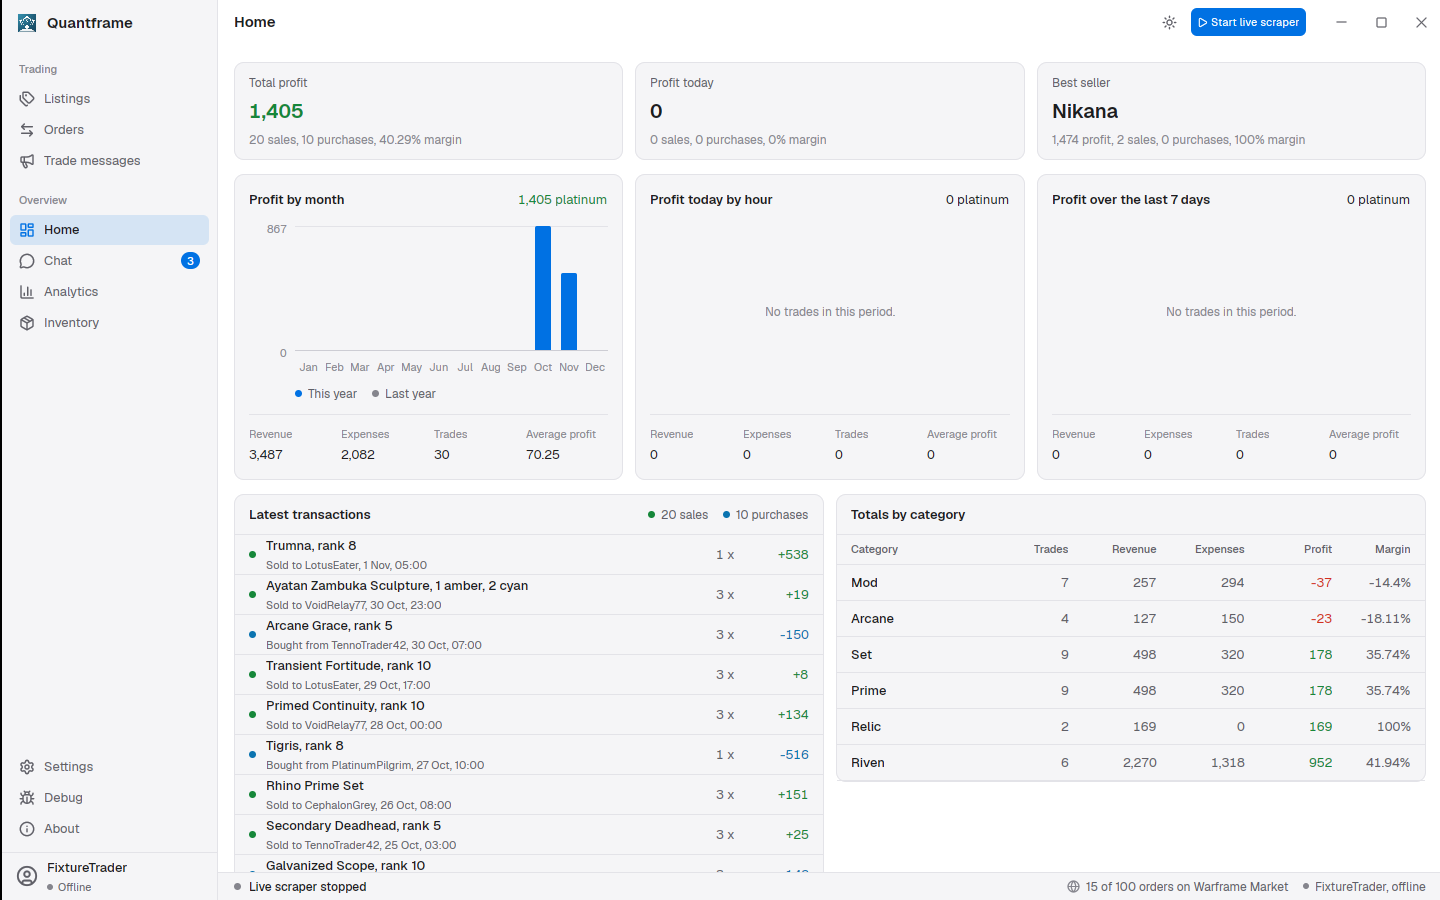 Quantframe
Trading
Listings
Orders
Trade messages
Overview
Home
Chat
3
Analytics
Inventory
Settings
Debug
About
FixtureTrader
Offline
Home
Start live scraper
Total profit
1,405
20 sales, 10 purchases, 40.29% margin
Profit today
0
0 sales, 0 purchases, 0% margin
Best seller
Nikana
1,474 profit, 2 sales, 0 purchases, 100% margin
Profit by month
1,405 platinum
867
0
Jan Feb Mar Apr May Jun Jul Aug Sep Oct Nov Dec
This year Last year
Revenue Expenses Trades Average profit
3,487 2,082 30 70.25
Profit today by hour
0 platinum
No trades in this period.
Revenue Expenses Trades Average profit
0 0 0 0
Profit over the last 7 days
0 platinum
No trades in this period.
Revenue Expenses Trades Average profit
0 0 0 0
Latest transactions
20 sales 10 purchases
Trumna, rank 8
Sold to LotusEater, 1 Nov, 05:00
1 x +538
Ayatan Zambuka Sculpture, 1 amber, 2 cyan
Sold to VoidRelay77, 30 Oct, 23:00
3 x +19
Arcane Grace, rank 5
Bought from TennoTrader42, 30 Oct, 07:00
3 x -150
Transient Fortitude, rank 10
Sold to LotusEater, 29 Oct, 17:00
3 x +8
Primed Continuity, rank 10
Sold to VoidRelay77, 28 Oct, 00:00
3 x +134
Tigris, rank 8
Bought from PlatinumPilgrim, 27 Oct, 10:00
1 x -516
Rhino Prime Set
Sold to CephalonGrey, 26 Oct, 08:00
3 x +151
Secondary Deadhead, rank 5
Sold to TennoTrader42, 25 Oct, 03:00
3 x +25
Galvanized Scope, rank 10
Totals by category
Category Trades Revenue Expenses Profit Margin
Mod 7 257 294 -37 -14.4%
Arcane 4 127 150 -23 -18.11%
Set 9 498 320 178 35.74%
Prime 9 498 320 178 35.74%
Relic 2 169 0 169 100%
Riven 6 2,270 1,318 952 41.94%
Live scraper stopped
15 of 100 orders on Warframe Market
FixtureTrader, offline